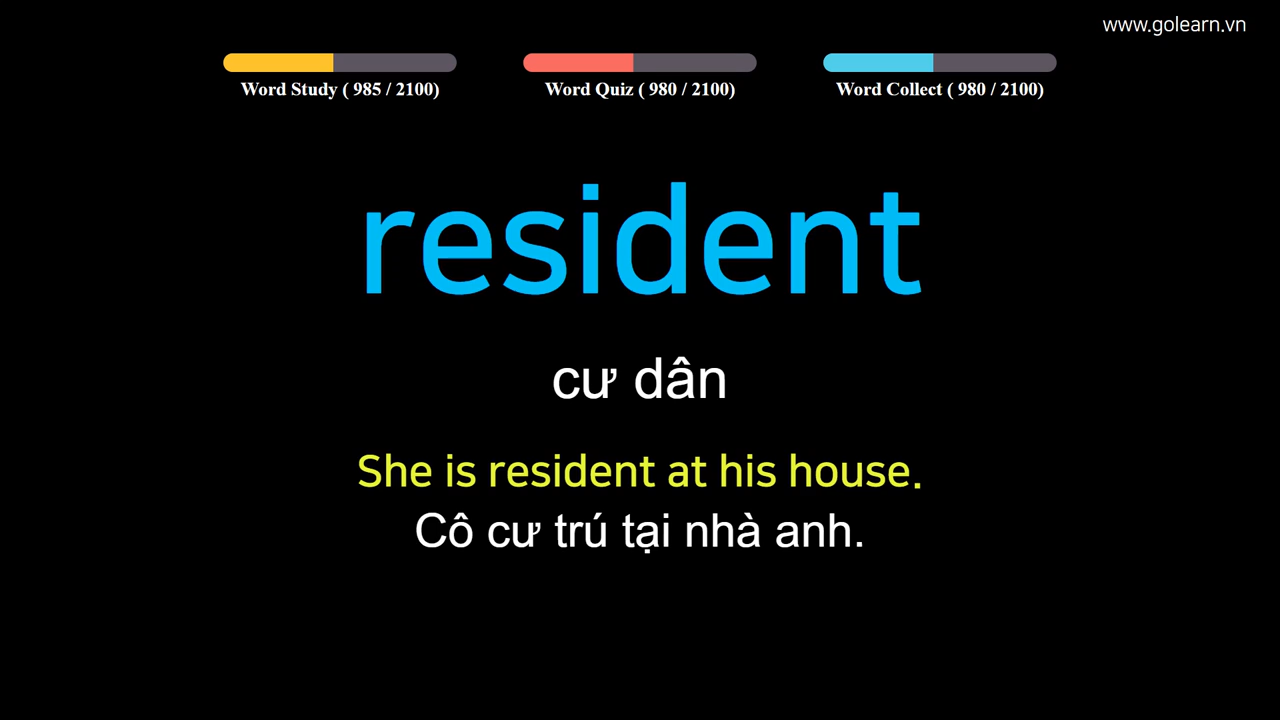 www.golearn.vn
Word Study ( 985 / 2100)
Word Quiz ( 980 / 2100)
Word Collect ( 980 / 2100)
resident
cư dân
She is resident at his house.
Cô cư trú tại nhà anh.